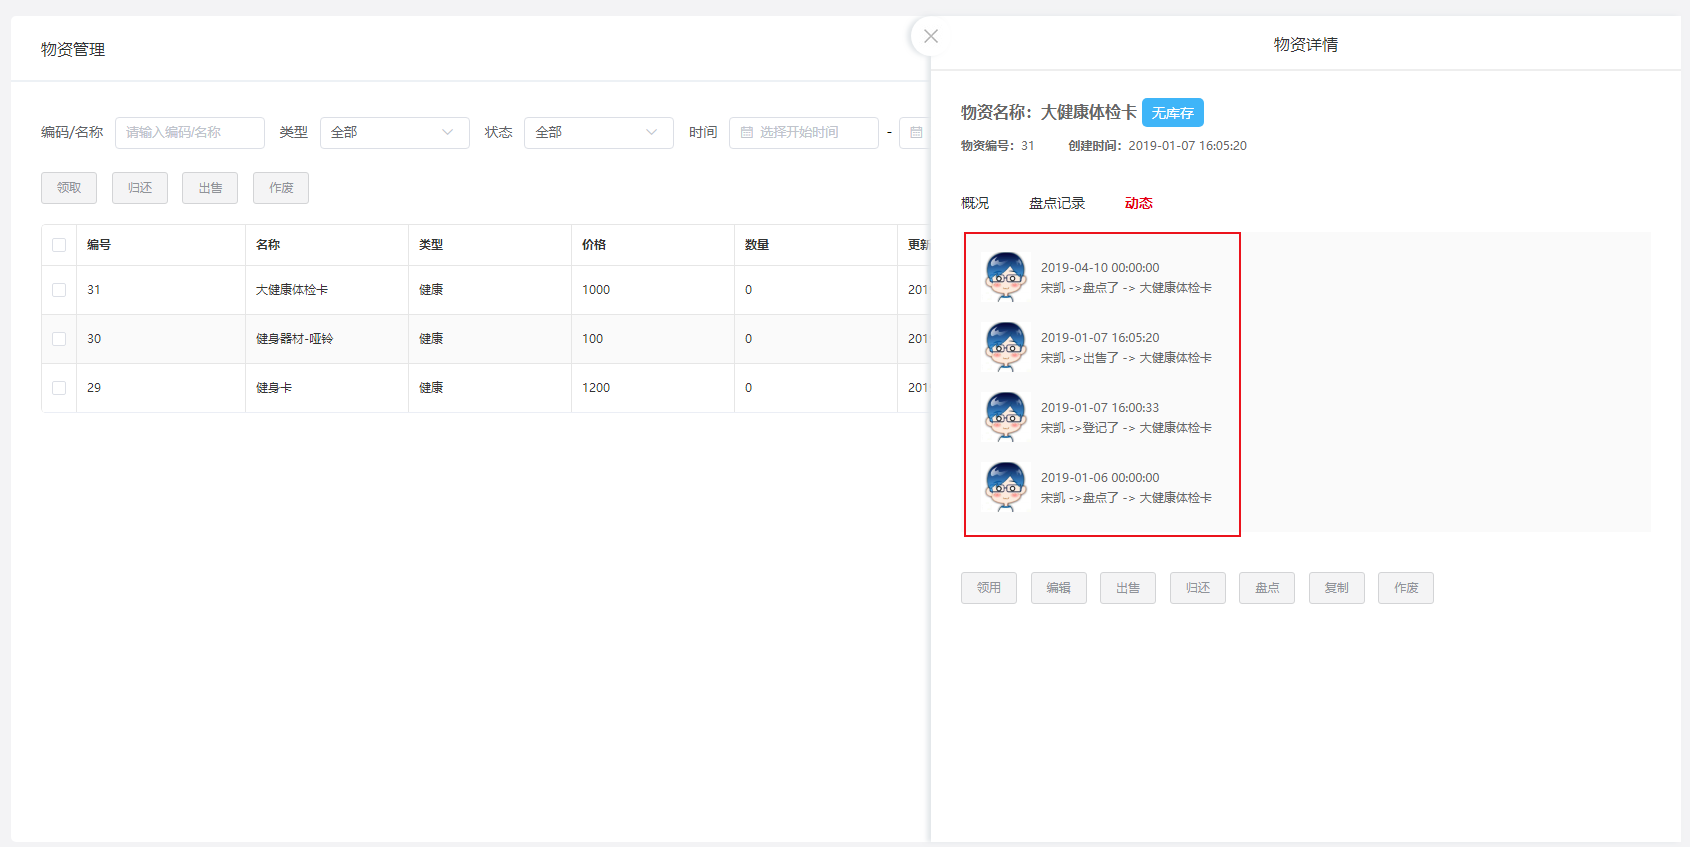 物资管理
编码/名称 请输入编码/名称 类型 全部 状态 全部 时间 选择开始时间 -
领取 归还 出售 作废
编号 名称 类型 价格 数量 更新
31 大健康体检卡 健康 1000 0 201
30 健身器材-哑铃 健康 100 0 201
29 健身卡 健康 1200 0 201
物资详情
物资名称：大健康体检卡 无库存
物资编号：31 创建时间：2019-01-07 16:05:20
概况 盘点记录 动态
2019-04-10 00:00:00
宋凯 ->盘点了 -> 大健康体检卡
2019-01-07 16:05:20
宋凯 ->出售了 -> 大健康体检卡
2019-01-07 16:00:33
宋凯 ->登记了 -> 大健康体检卡
2019-01-06 00:00:00
宋凯 ->盘点了 -> 大健康体检卡
领用 编辑 出售 归还 盘点 复制 作废